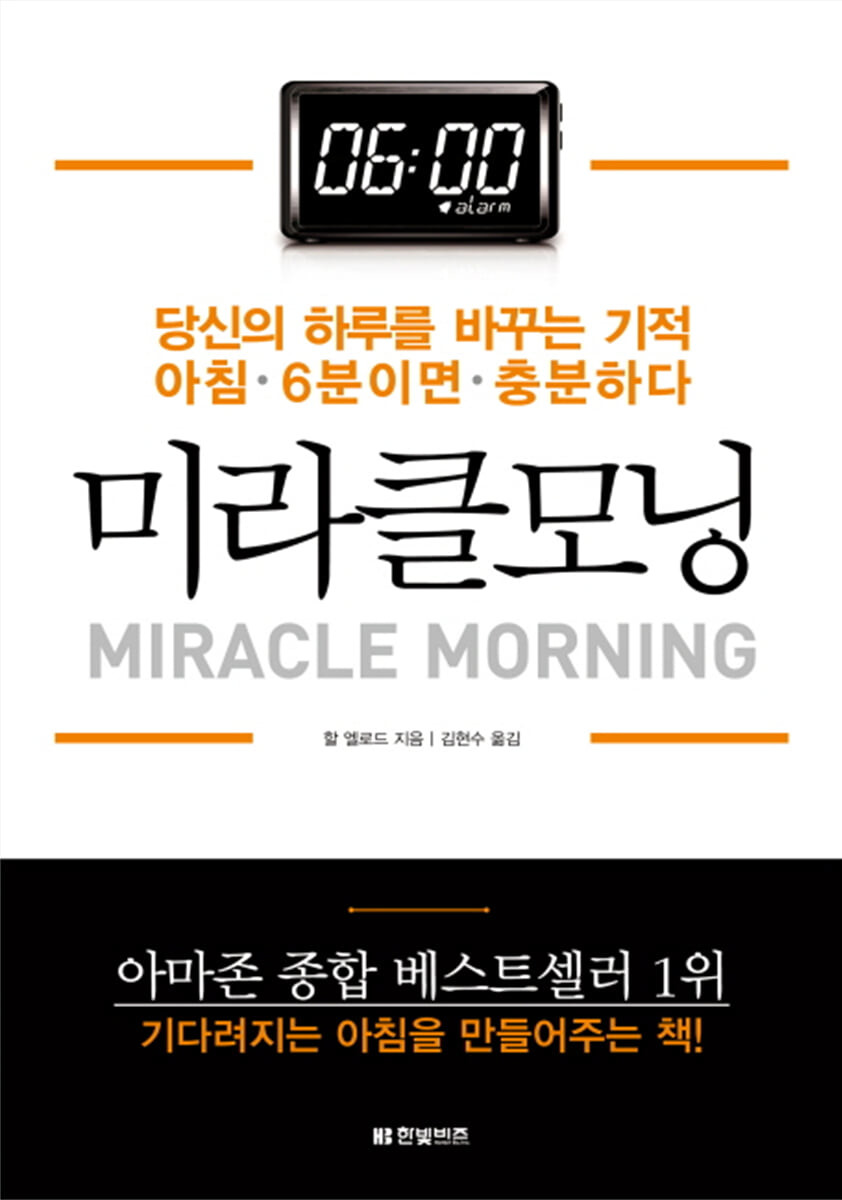 06:00
alarm
당신의 하루를 바꾸는 기적
아침·6분이면·충분하다
미라클모닝
MIRACLE MORNING
할 엘로드 지음 | 김현수 옮김
아마존 종합 베스트셀러 1위
기다려지는 아침을 만들어주는 책!
HB 한빛비즈